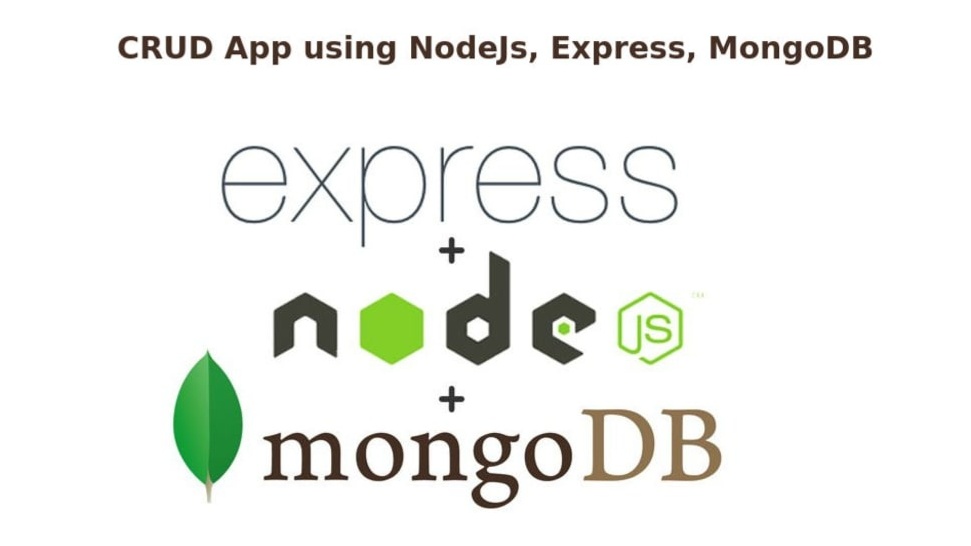 CRUD App using NodeJs, Express, MongoDB
express
+
node JS
+
mongoDB